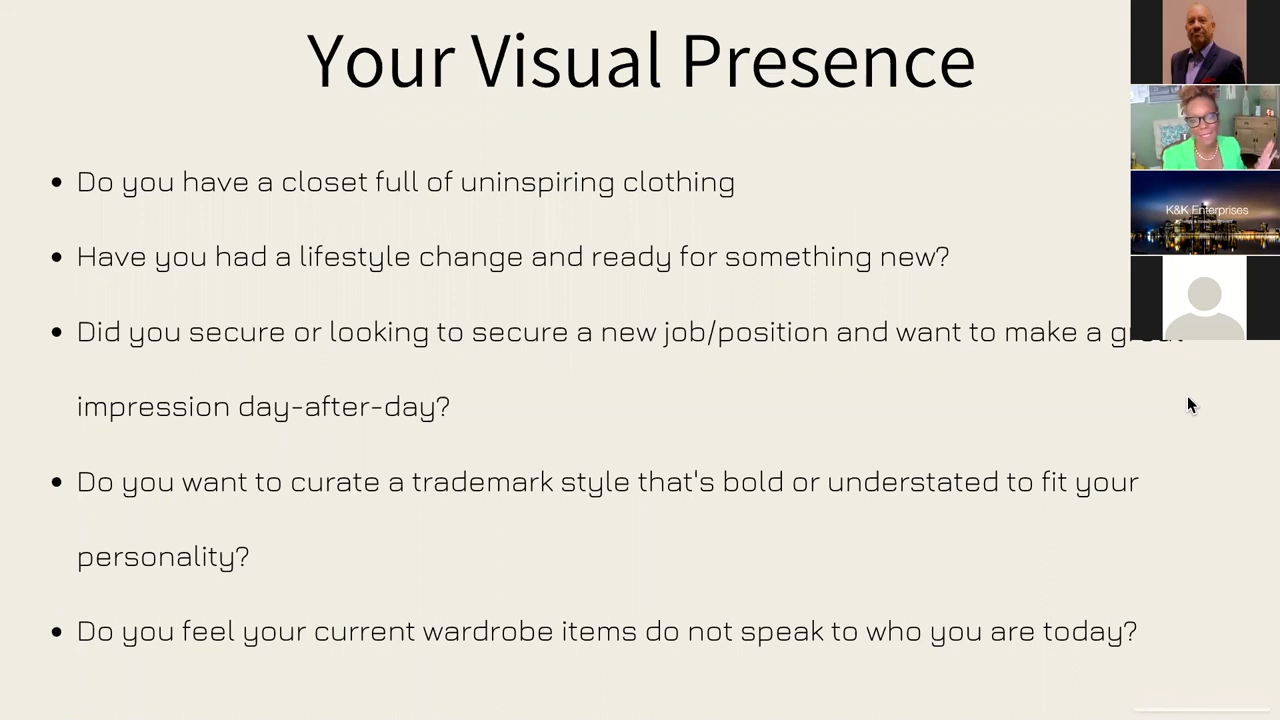 Your Visual Presence
Do you have a closet full of uninspiring clothing
Have you had a lifestyle change and ready for something new?
Did you secure or looking to secure a new job/position and want to make a
impression day-after-day?
Do you want to curate a trademark style that's bold or understated to fit your
personality?
Do you feel your current wardrobe items do not speak to who you are today?
K&K Enterprises